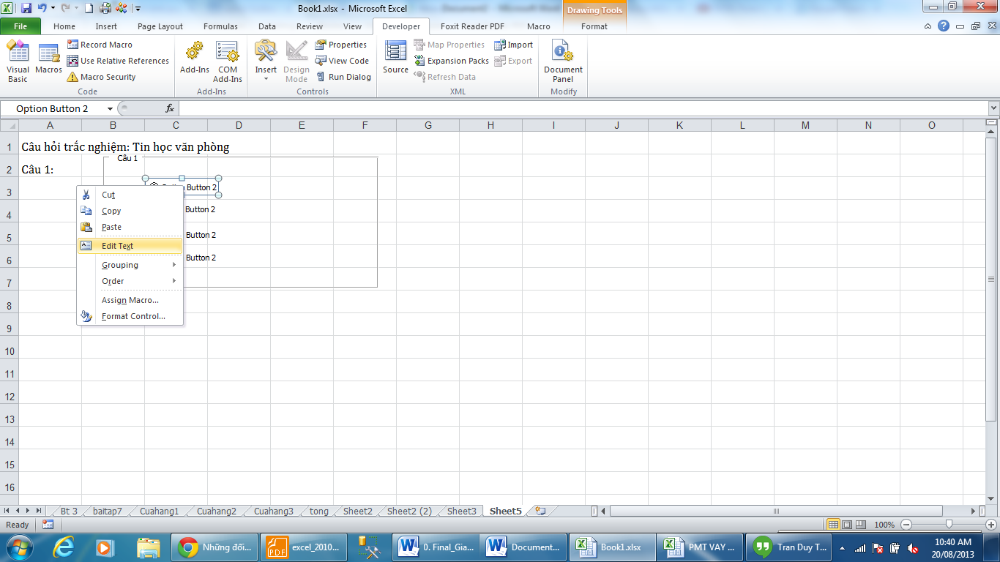 Book1.xlsx - Microsoft Excel
Drawing Tools
File Home Insert Page Layout Formulas Data Review View Developer Foxit Reader PDF Macro Format
Visual Basic
Macros
Record Macro
Use Relative References
Macro Security
Code
Add-Ins
COM Add-Ins
Add-Ins
Insert
Design Mode
Properties
View Code
Run Dialog
Controls
Source
Map Properties
Expansion Packs
Refresh Data
Import
Export
XML
Document Panel
Modify
Option Button 2
fx
A B C D E F G H I J K L M N O
1 Câu hỏi trắc nghiệm: Tin học văn phòng
Câu 1
2 Câu 1:
3 Button 2
4 Button 2
5 Button 2
6 Button 2
7
8
9
10
11
12
13
14
15
16
Cut
Copy
Paste
Edit Text
Grouping
Order
Assign Macro...
Format Control...
Bt 3 baitap7 Cuahang1 Cuahang2 Cuahang3 tong Sheet2 Sheet2 (2) Sheet3 Sheet5
Ready
100%
Những đối...
excel_2010...
0. Final_Gia...
Document...
Book1.xlsx
PMT VAY ...
Tran Duy T...
10:40 AM
20/08/2013